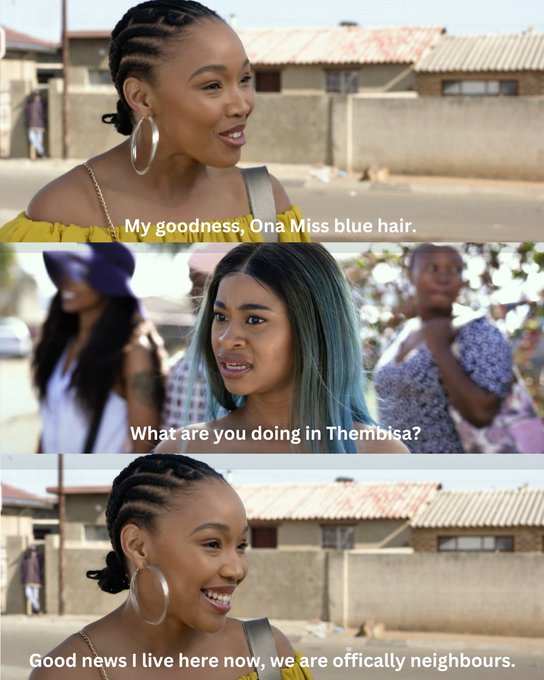 My goodness, Ona Miss blue hair.
What are you doing in Thembisa?
Good news I live here now, we are offically neighbours.